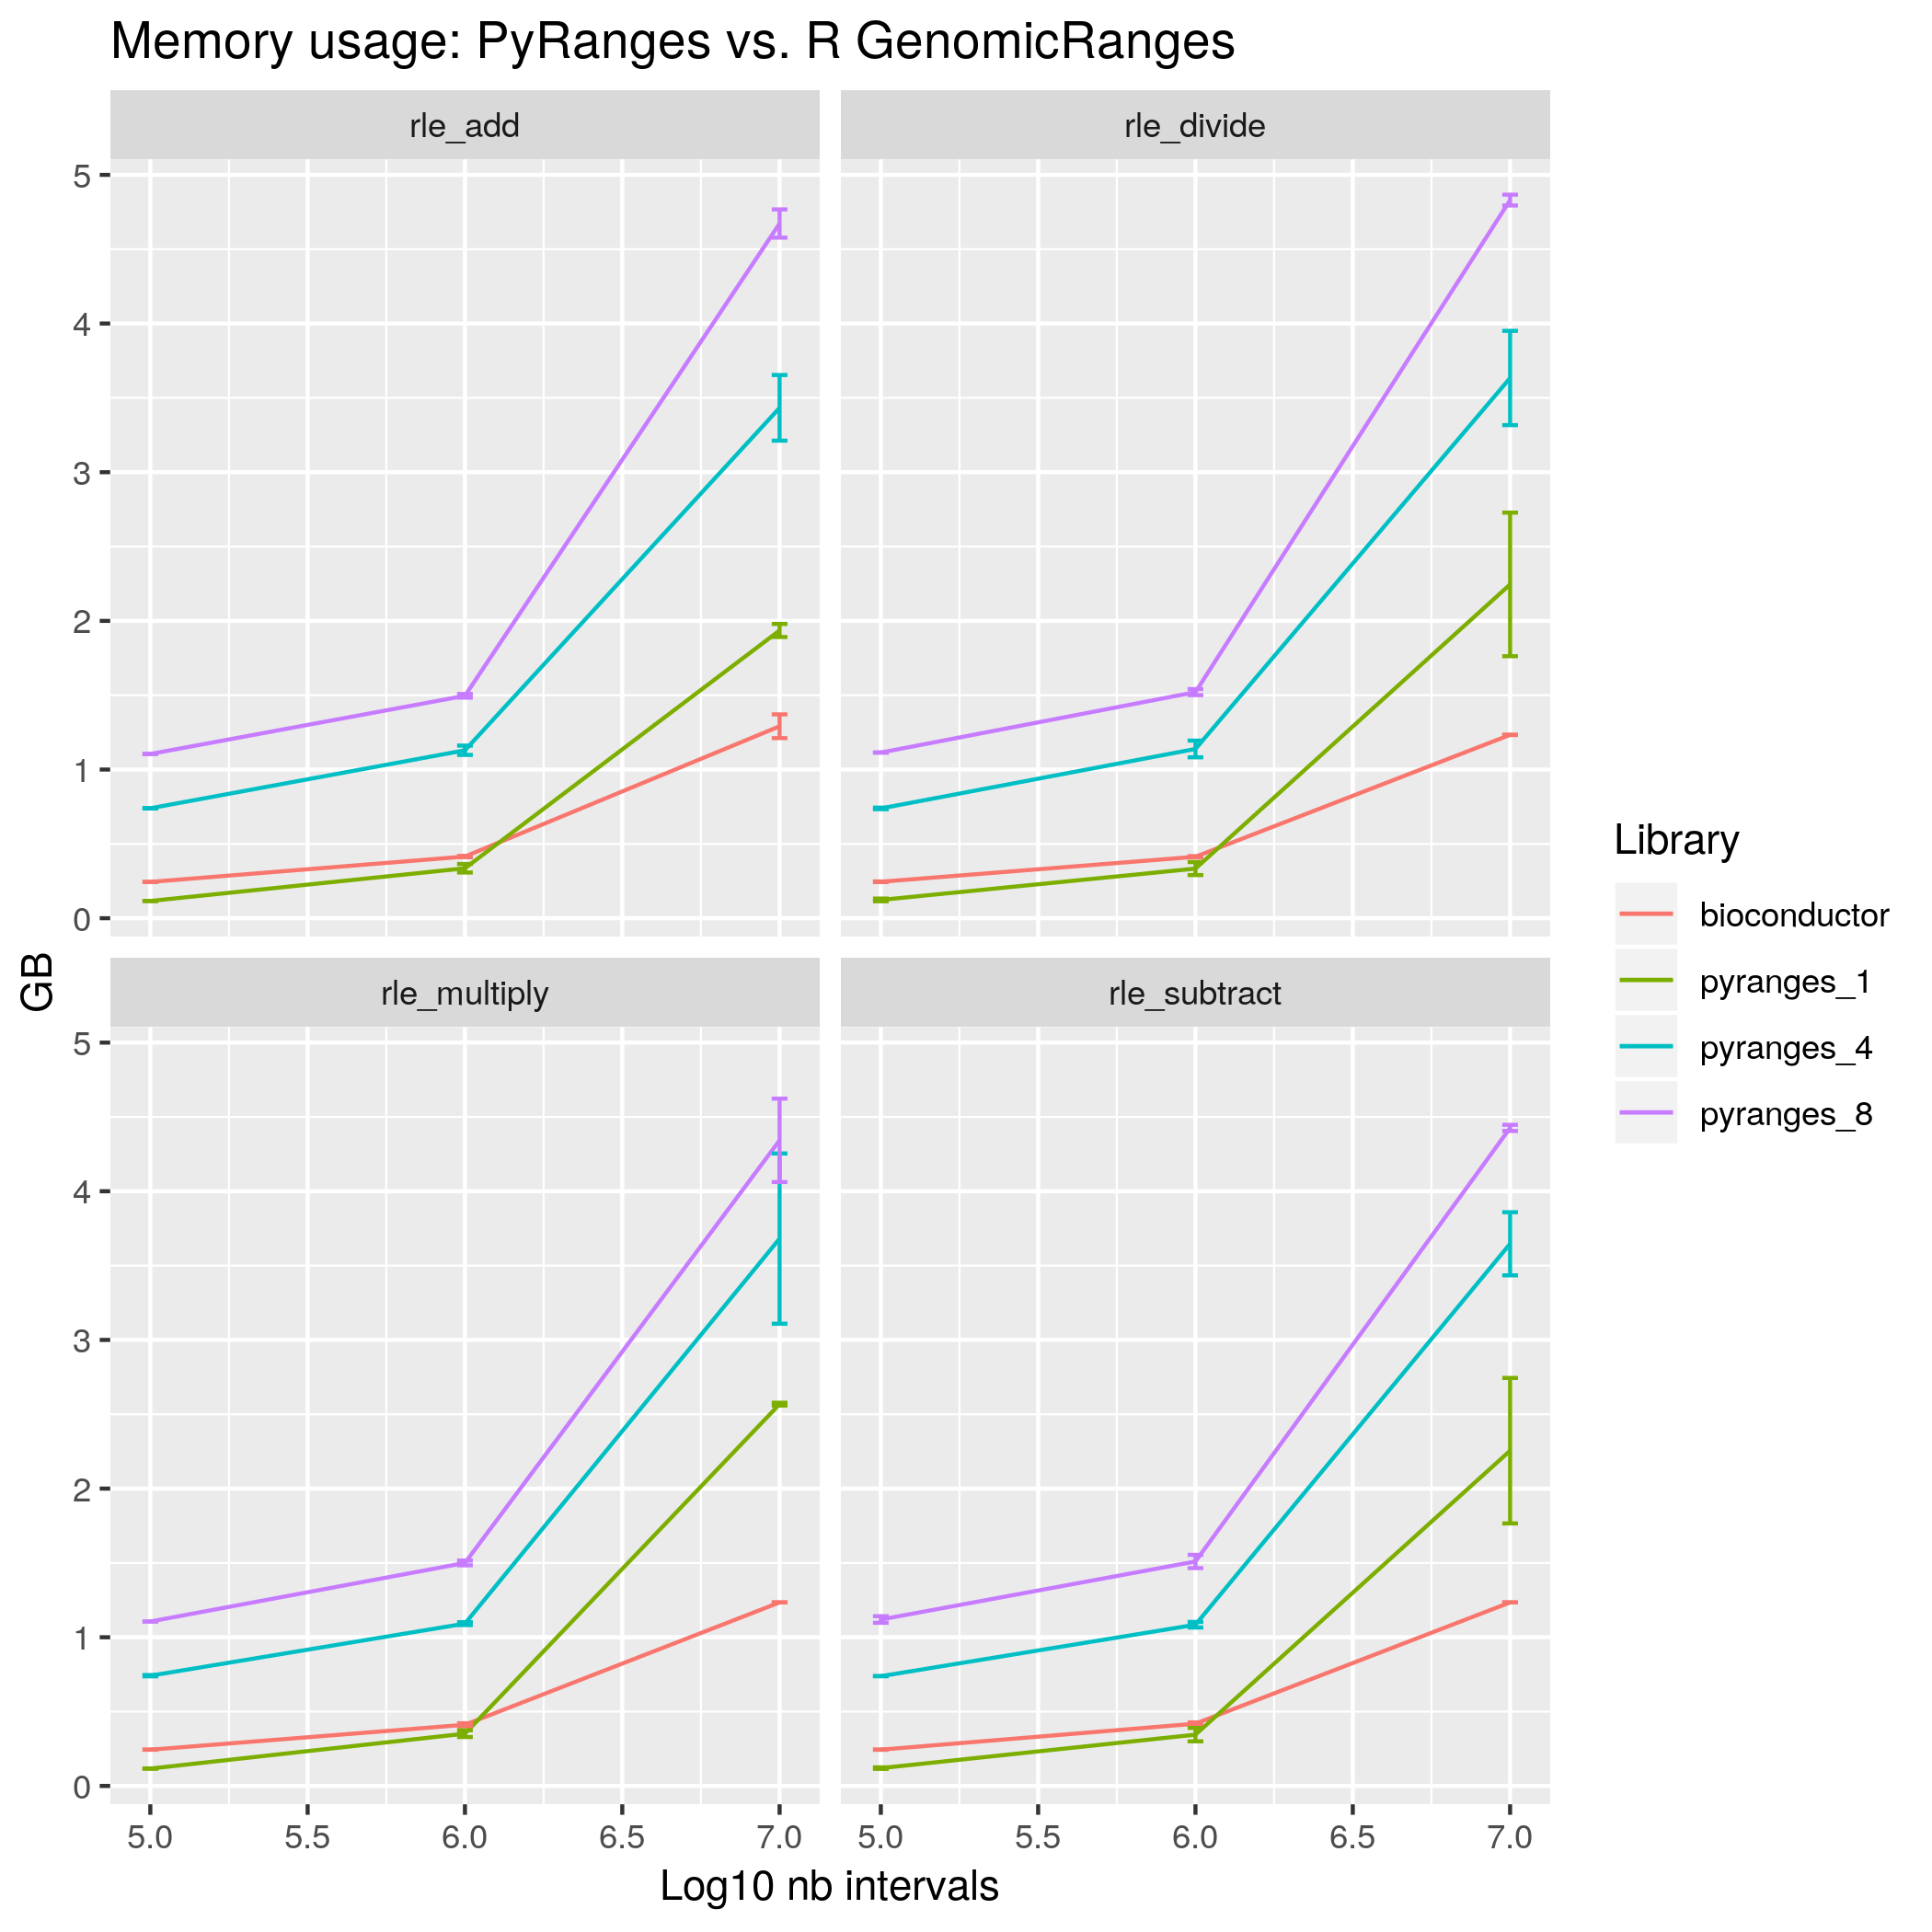 Memory usage: PyRanges vs. R GenomicRanges
rle_add
rle_divide
5
4
3
2
1
0
GB
rle_multiply
rle_subtract
5
4
3
2
1
0
5.0 5.5 6.0 6.5 7.0
5.0 5.5 6.0 6.5 7.0
Log10 nb intervals
Library
bioconductor
pyranges_1
pyranges_4
pyranges_8